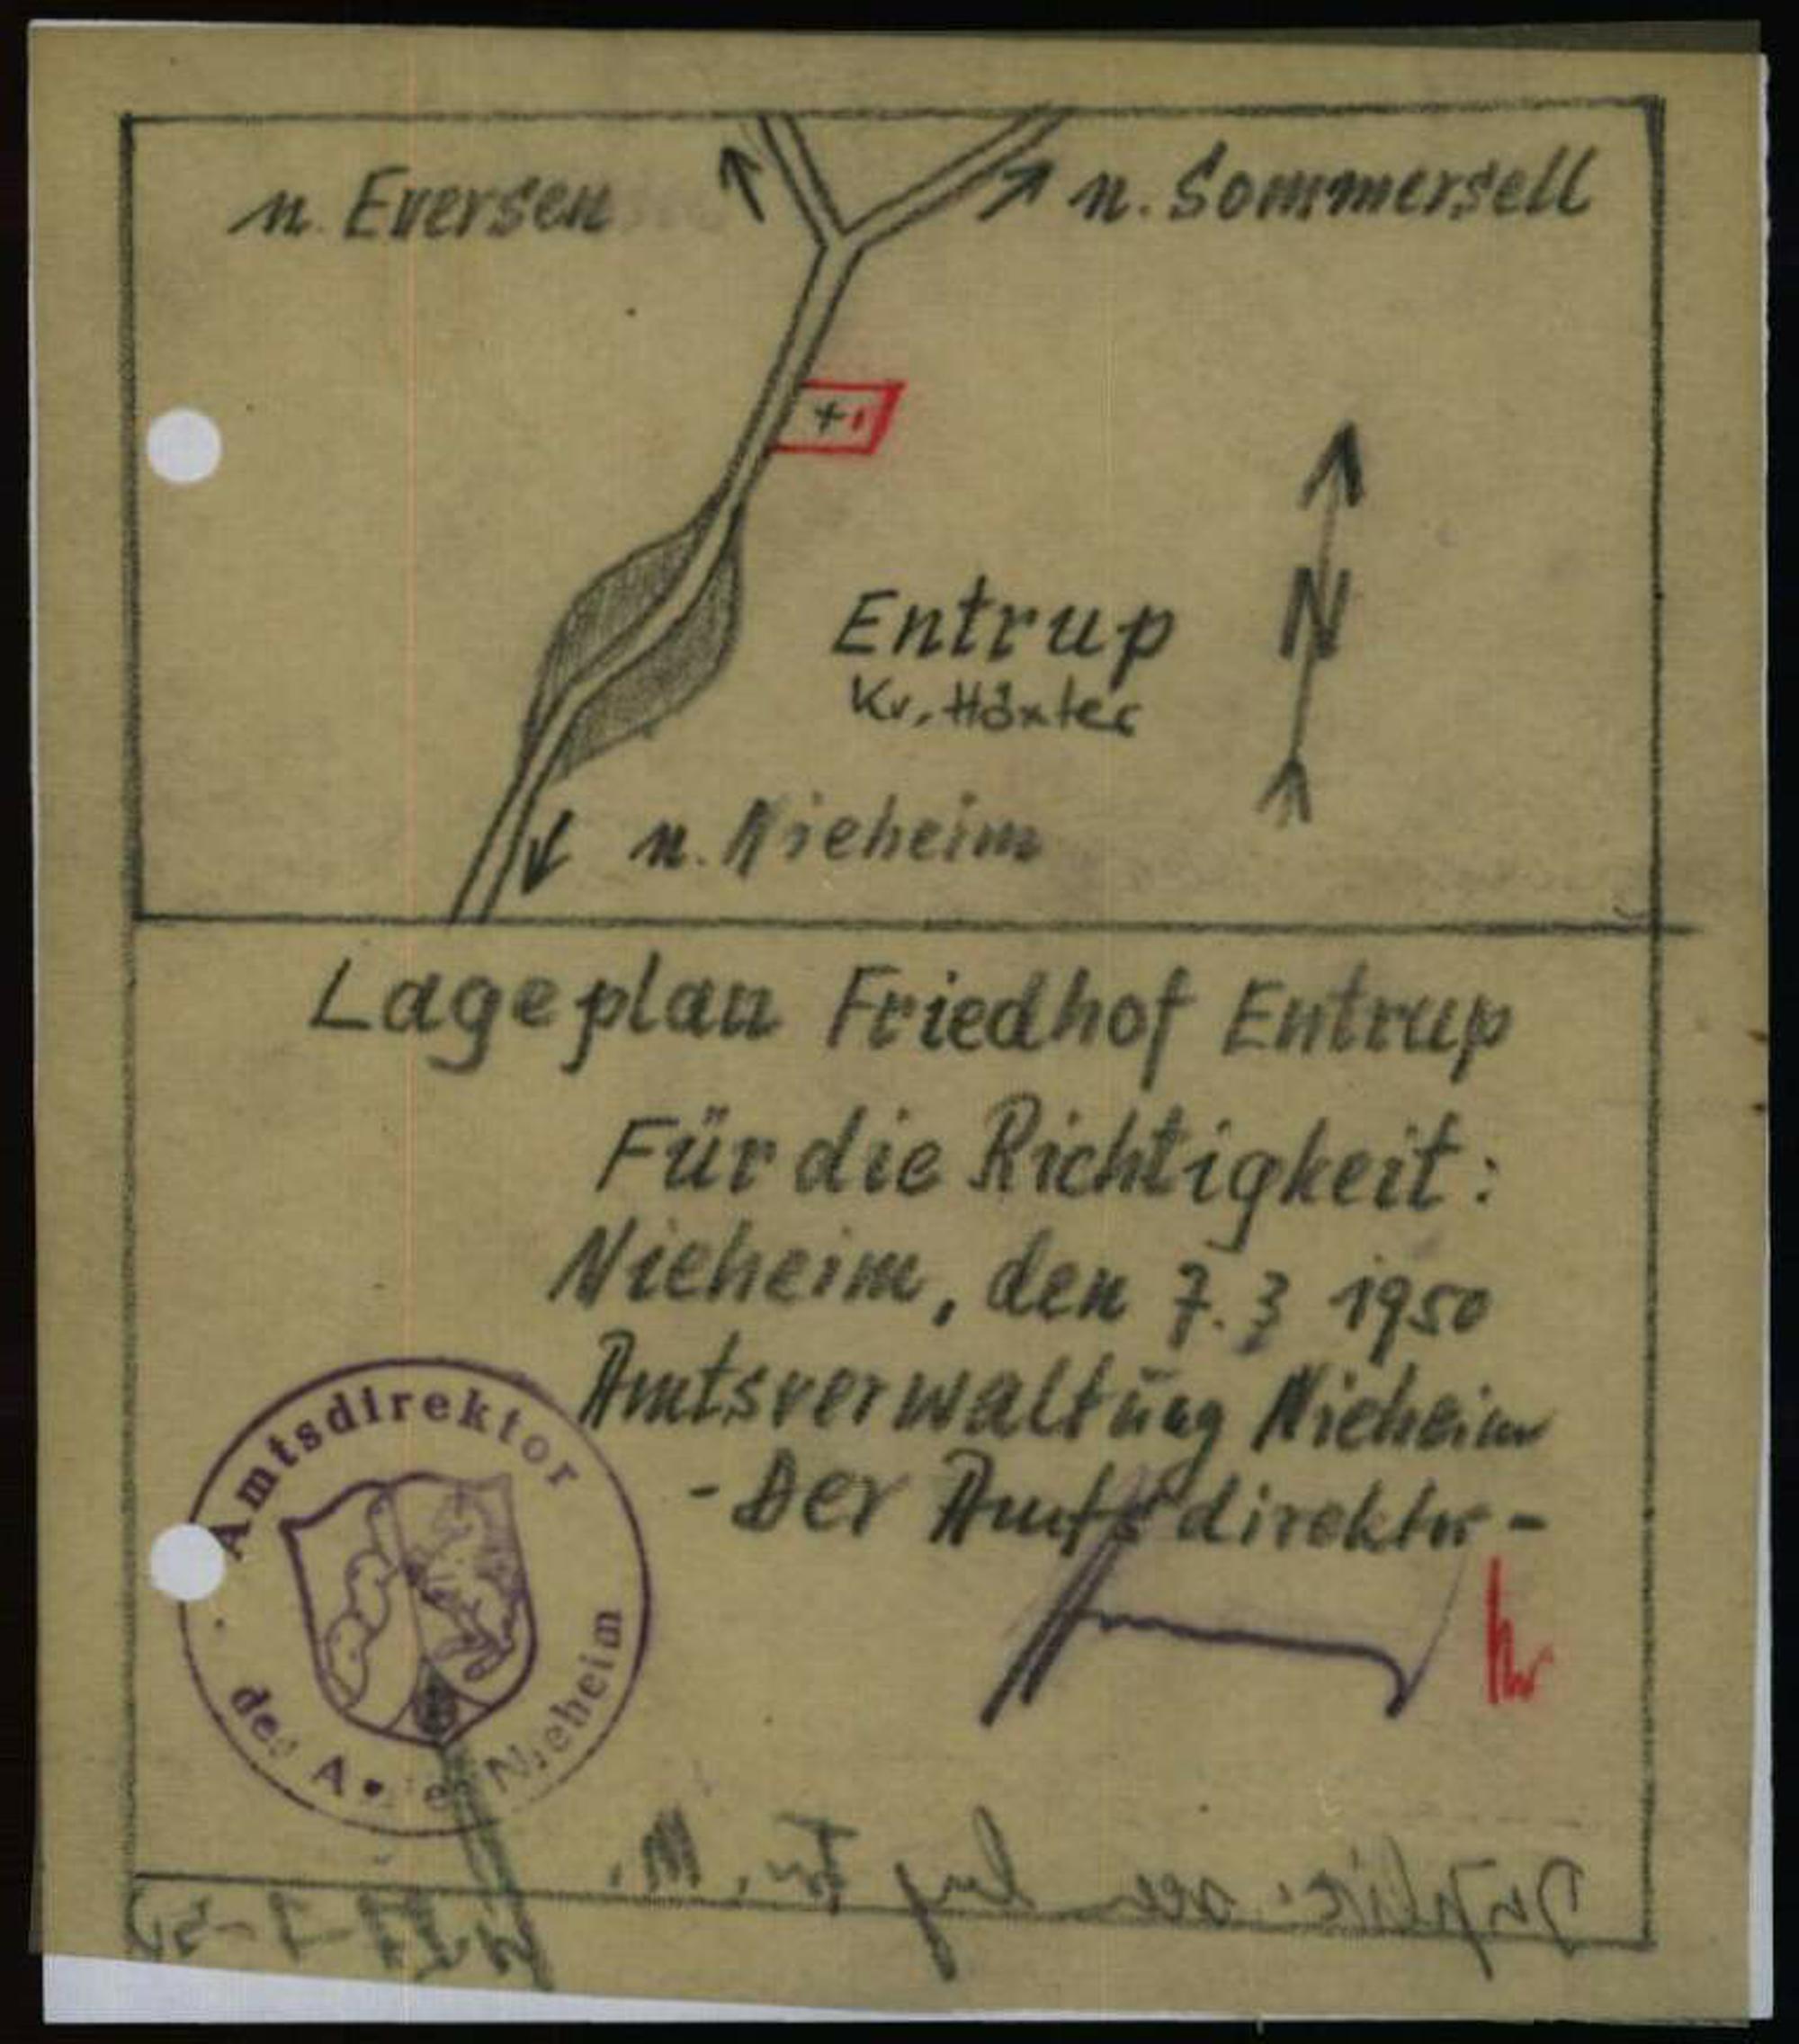 n. Eversen
n. Sommersell
+
Entrup
Kr. Höxter
N
n. Nieheim
Lageplan Friedhof Entrup
Für die Richtigkeit:
Nieheim, den 7.3 1950
Amtsverwaltung Nieheim
- Der Amtsdirektor -
Amtsdirektor
des A e Nieheim